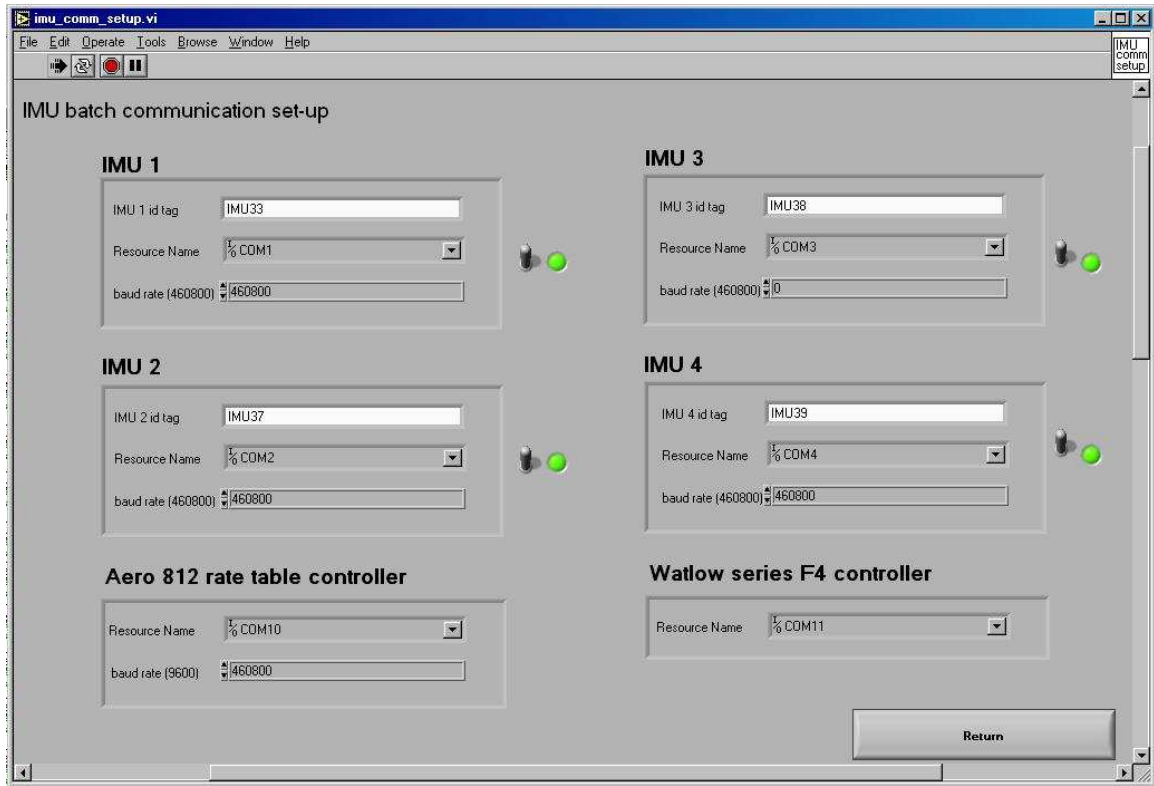 imu_comm_setup.vi
File Edit Operate Tools Browse Window Help
IMU
comm
setup
IMU batch communication set-up
IMU 1
IMU 1 id tag IMU33
Resource Name I/O COM1
baud rate (460800) 460800
IMU 3
IMU 3 id tag IMU38
Resource Name I/O COM3
baud rate (460800) 0
IMU 2
IMU 2 id tag IMU37
Resource Name I/O COM2
baud rate (460800) 460800
IMU 4
IMU 4 id tag IMU39
Resource Name I/O COM4
baud rate (460800) 460800
Aero 812 rate table controller
Resource Name I/O COM10
baud rate (9600) 460800
Watlow series F4 controller
Resource Name I/O COM11
Return